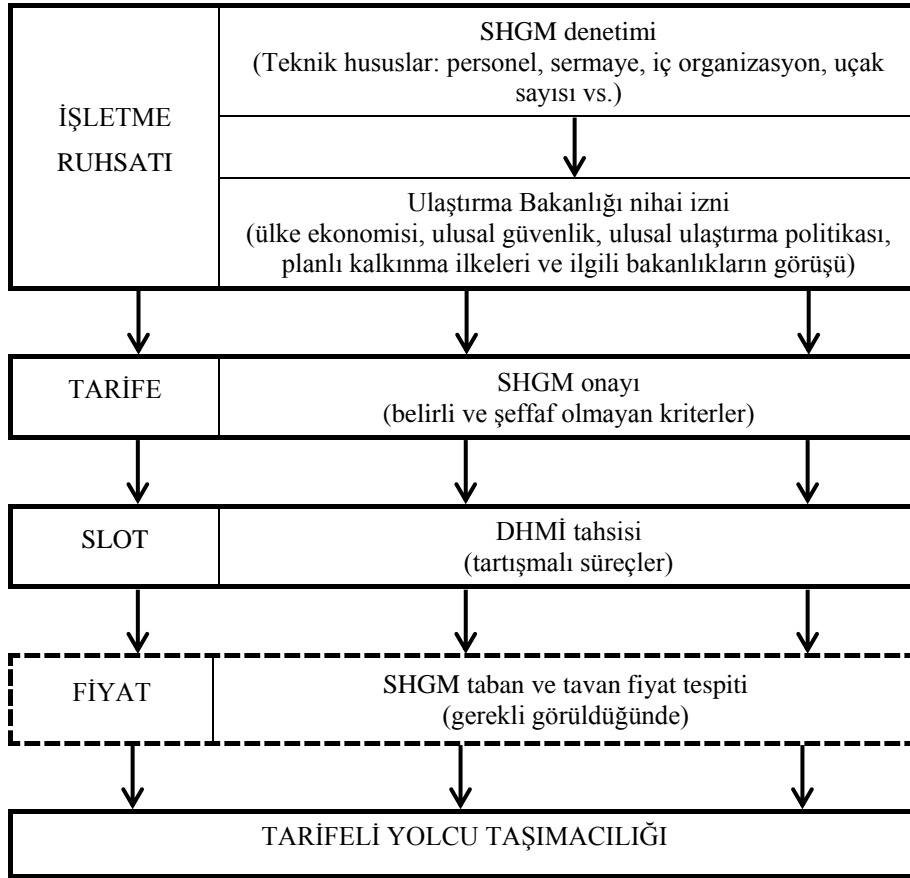 SHGM denetimi
(Teknik hususlar: personel, sermaye, iç organizasyon, uçak
sayısı vs.)
İŞLETME
RUHSATI
Ulaştırma Bakanlığı nihai izni
(ülke ekonomisi, ulusal güvenlik, ulusal ulaştırma politikası,
planlı kalkınma ilkeleri ve ilgili bakanlıkların görüşü)
TARİFE
SHGM onayı
(belirli ve şeffaf olmayan kriterler)
SLOT
DHMİ tahsisi
(tartışmalı süreçler)
FİYAT
SHGM taban ve tavan fiyat tespiti
(gerekli görüldüğünde)
TARİFELİ YOLCU TAŞIMACILIĞI